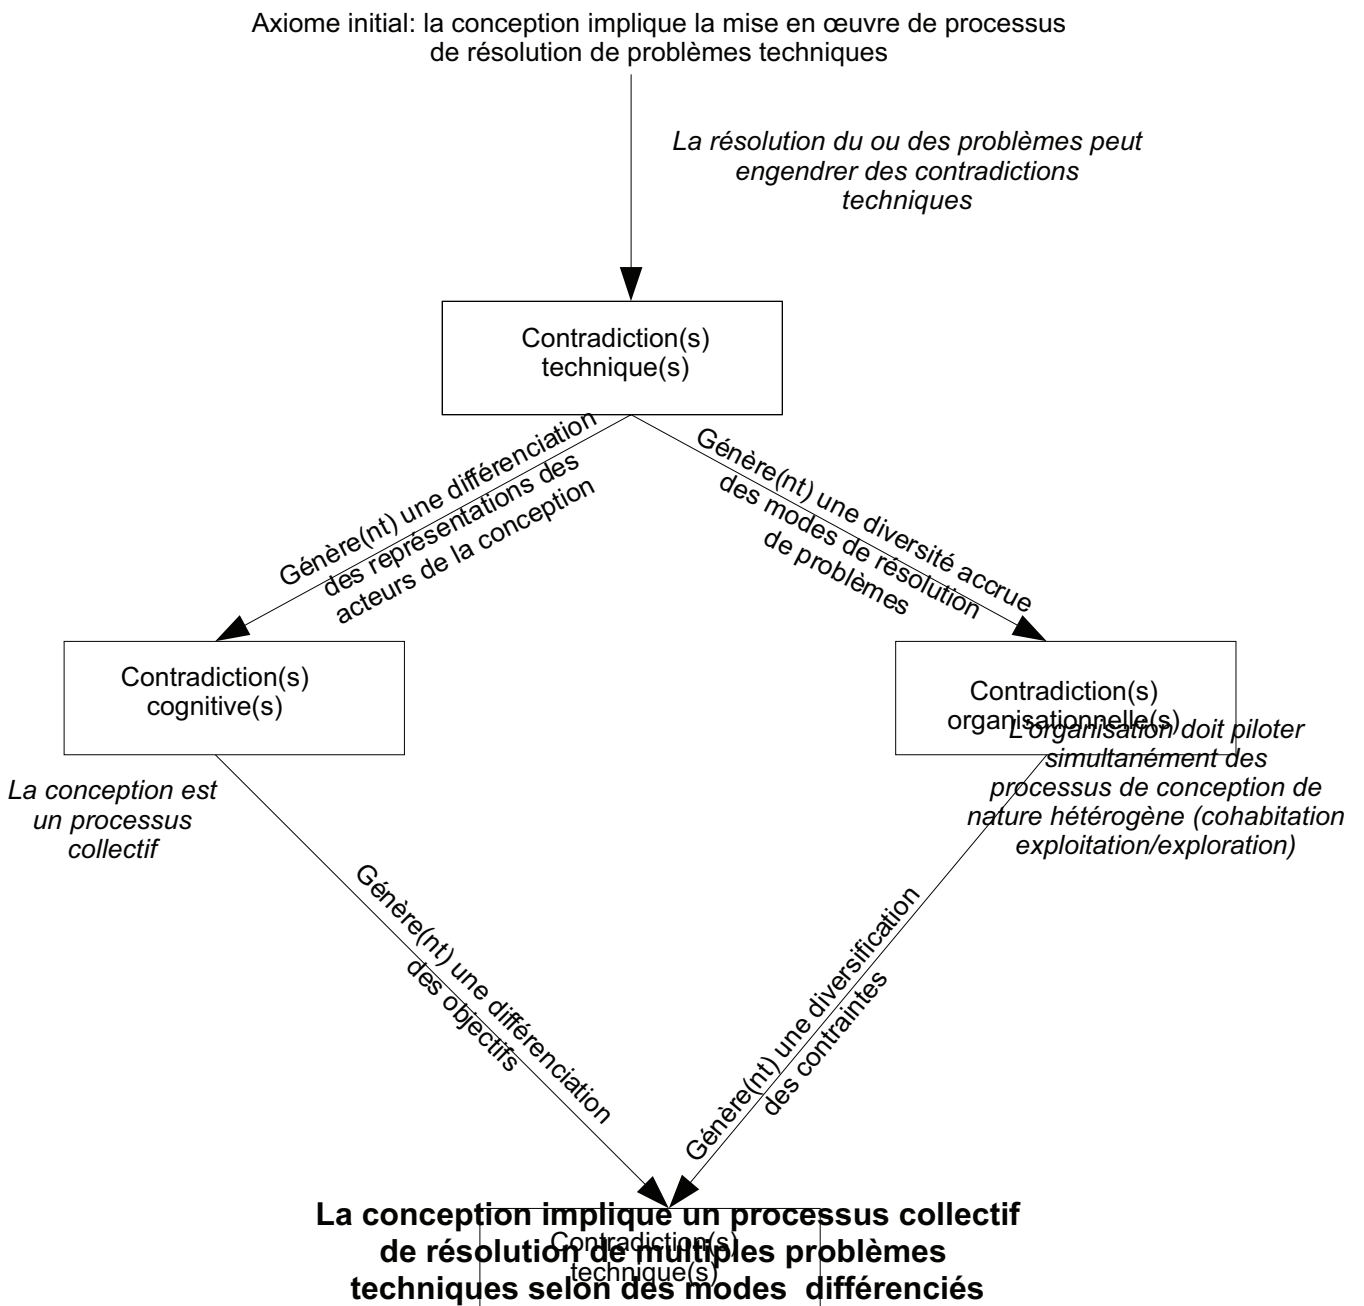 Axiome initial: la conception implique la mise en œuvre de processus
de résolution de problèmes techniques
La résolution du ou des problèmes peut
engendrer des contradictions
techniques
Contradiction(s)
technique(s)
Génère(nt) une différenciation
des représentations des
acteurs de la conception
Génère(nt) une diversité accrue
des modes de résolution
de problèmes
Contradiction(s)
cognitive(s)
Contradiction(s)
organisationnelle(s)
La conception est
un processus
collectif
L'organisation doit piloter
simultanément des
processus de conception de
nature hétérogène (cohabitation
exploitation/exploration)
Génère(nt) une différenciation
des objectifs
Génère(nt) une diversification
des contraintes
La conception implique un processus collectif
de résolution de multiples problèmes
techniques selon des modes  différenciés
Contradiction(s)
technique(s)